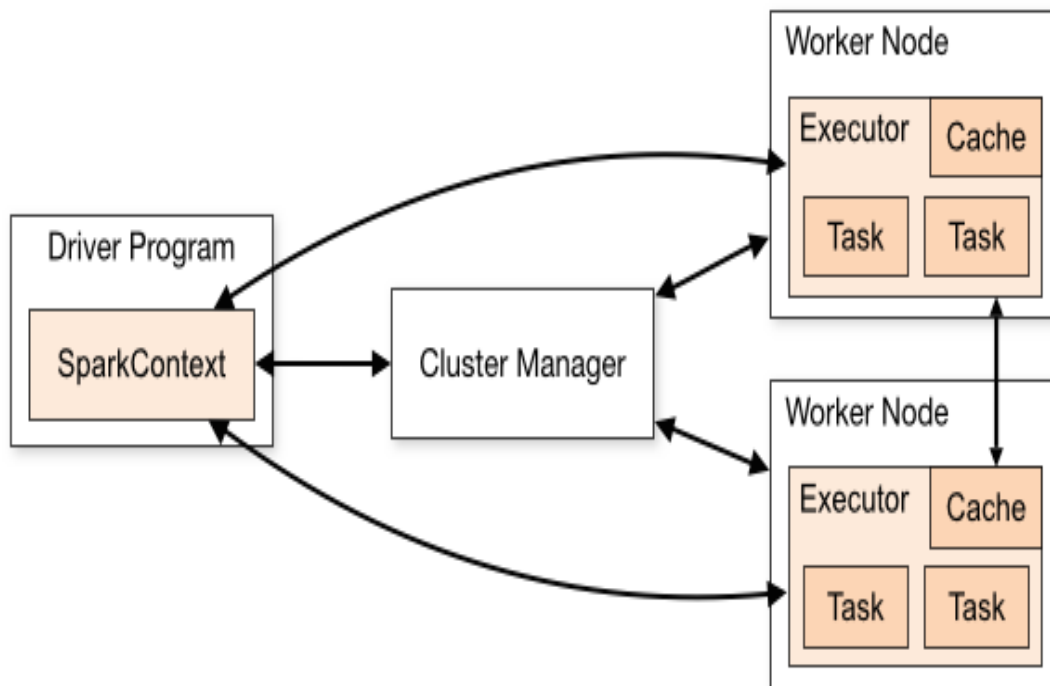 Driver Program
SparkContext
Cluster Manager
Worker Node
Executor
Cache
Task
Task
Worker Node
Executor
Cache
Task
Task